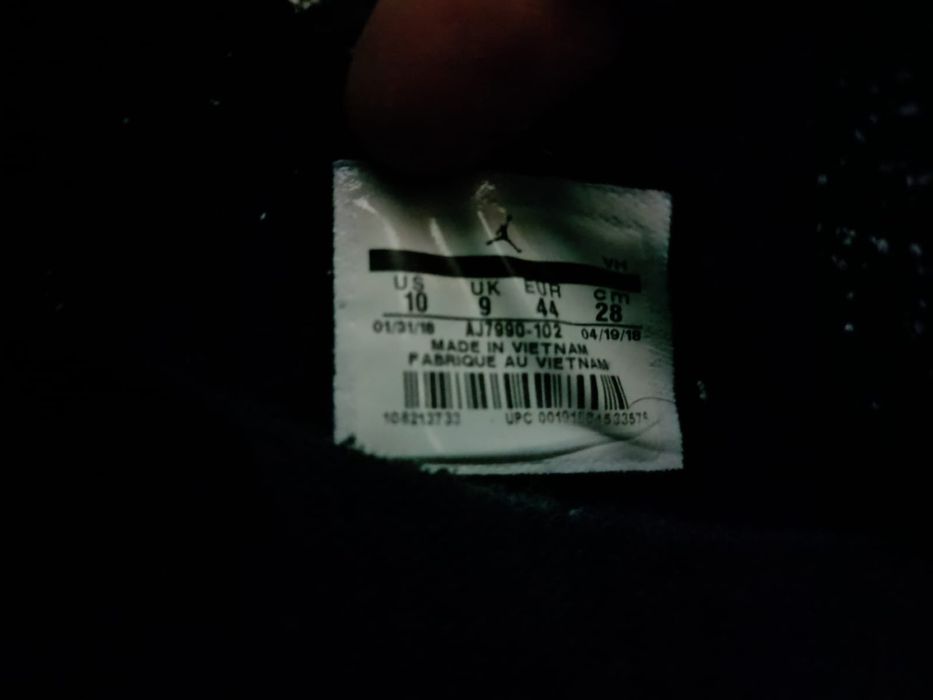 VH
US UK EUR cm
10 9 44 28
01/31/18 AJ7990-102 04/19/18
MADE IN VIETNAM
FABRIQUE AU VIETNAM
UPC